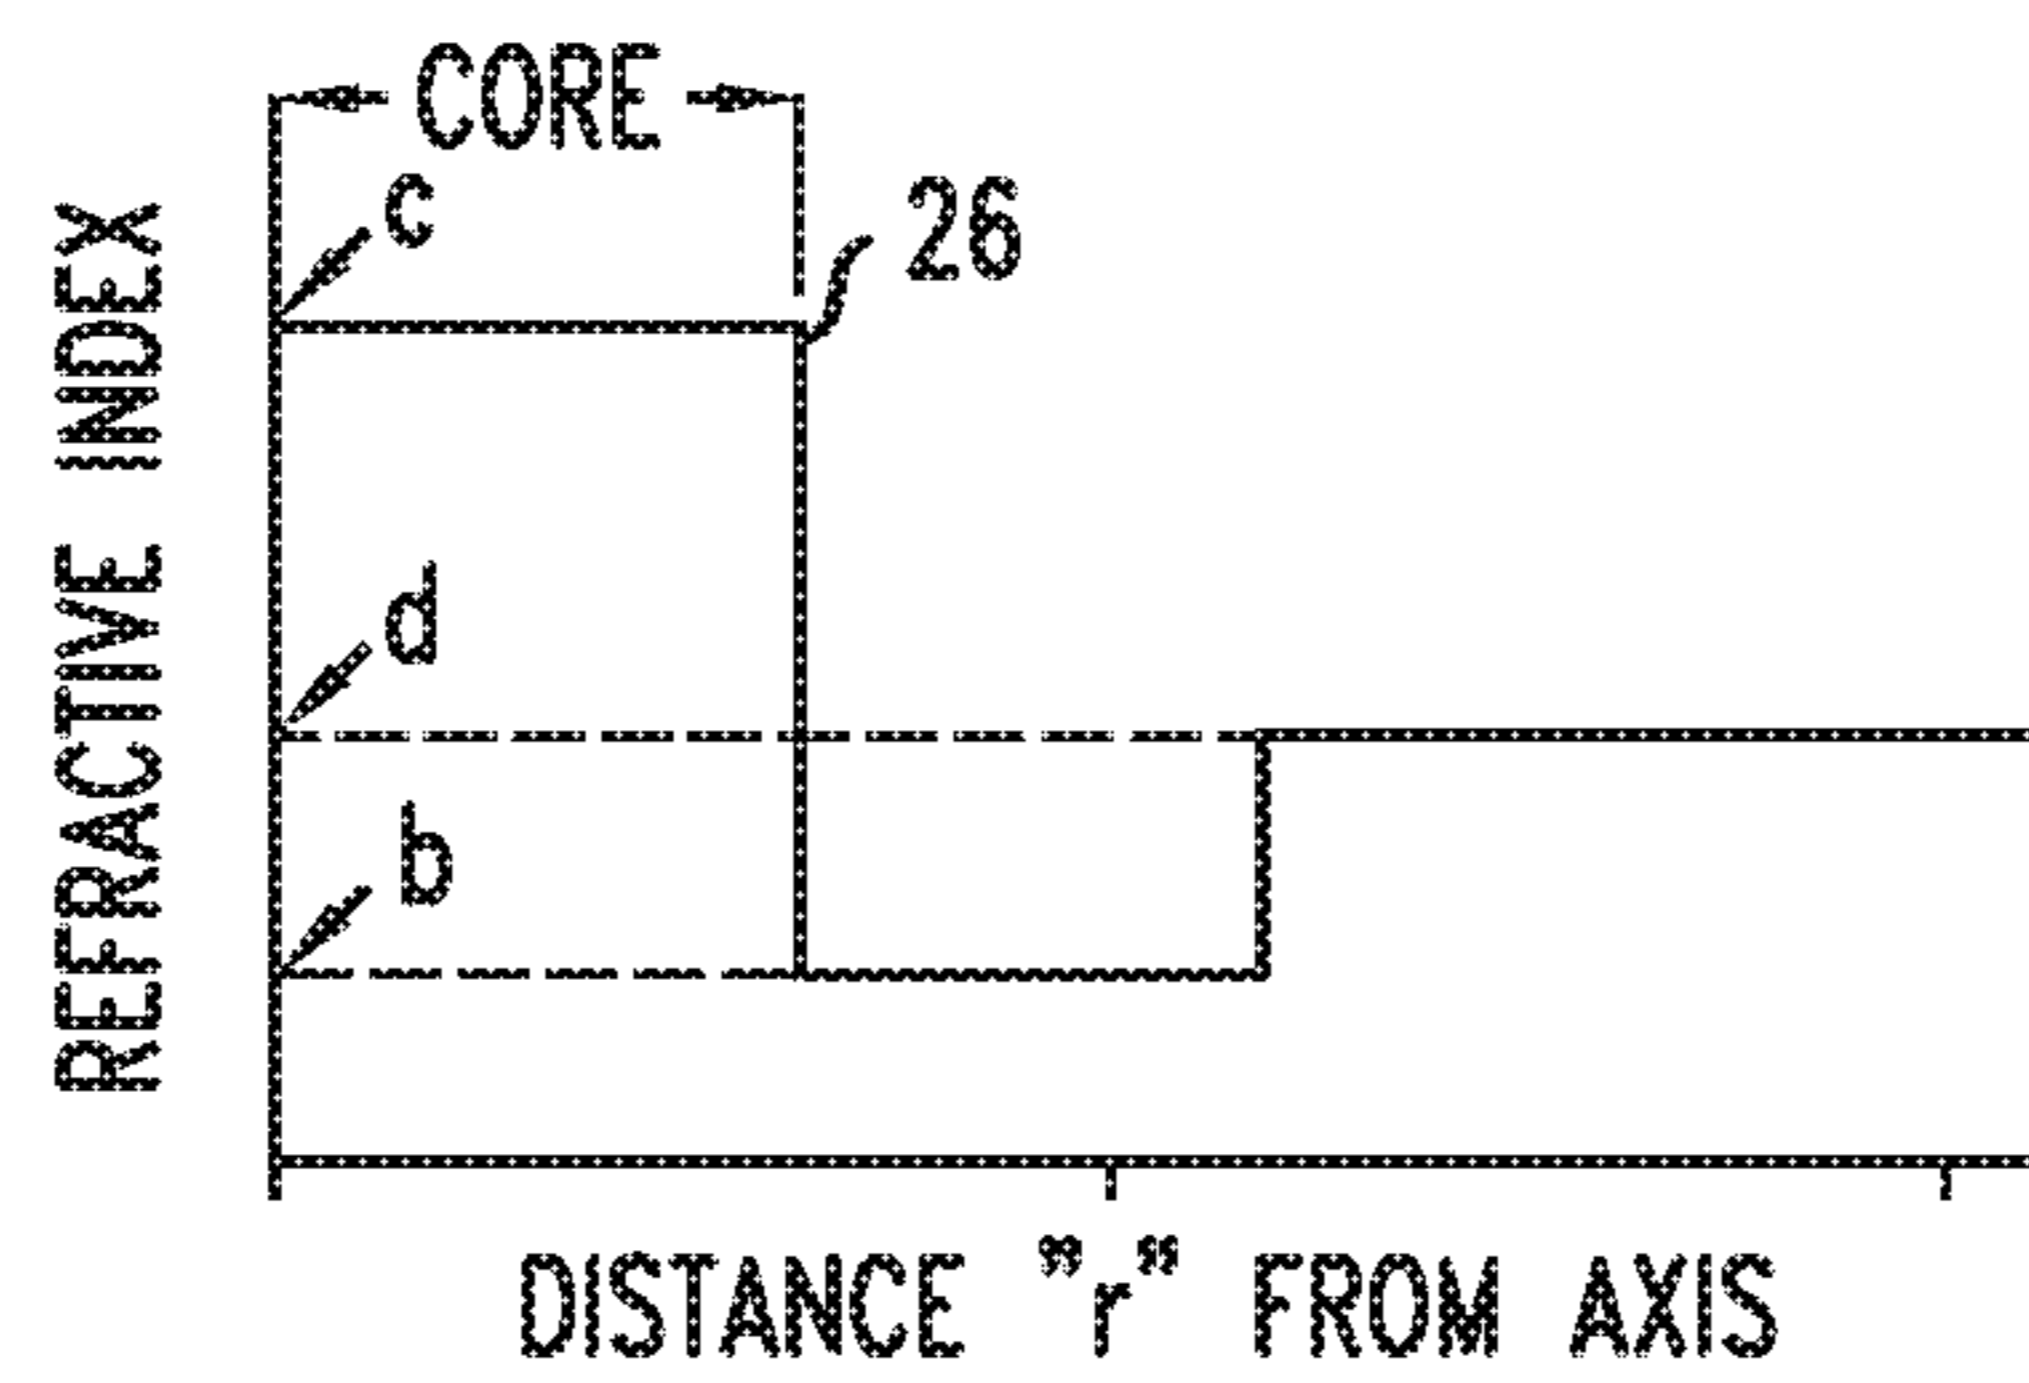 CORE
c
26
REFRACTIVE INDEX
d
b
DISTANCE "r" FROM AXIS